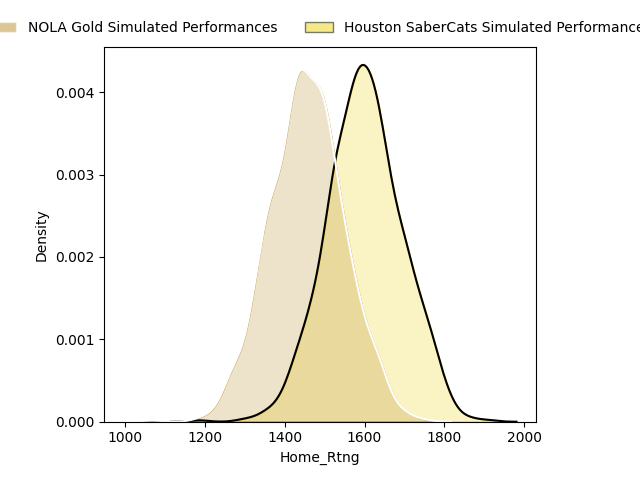 NOLA Gold Simulated Performances
Houston SaberCats Simulated Performance
0.004
0.003
0.002
0.001
0.000
Density
1000 1200 1400 1600 1800 2000
Home_Rtng